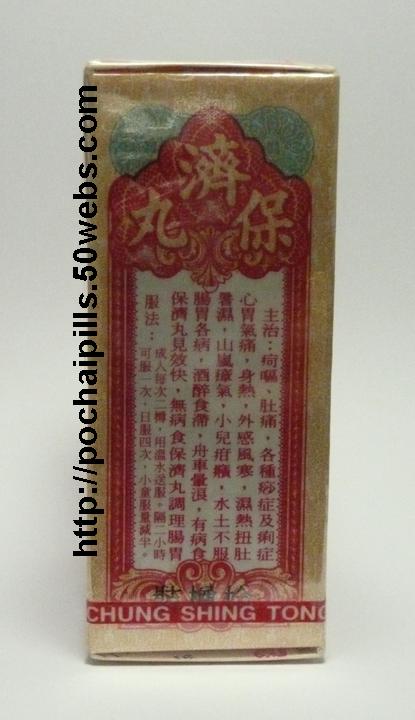 保濟丸
主治：疴嘔、肚痛，各種痧症及痢症
心胃氣痛，身熱，外感風寒，濕熱扭肚
暑濕，山嵐瘴氣，小兒疳癪，水土不服
腸胃各病，酒醉食滯，舟車暈浪，有病食
保濟丸見效快，無病食保濟丸調理腸胃
服法：
成人每次二樽，用溫水送服。隔二小時
可服一次，日服四次，小童服量減半。
CHUNG SHING TONG
http://pochaipills.50webs.com